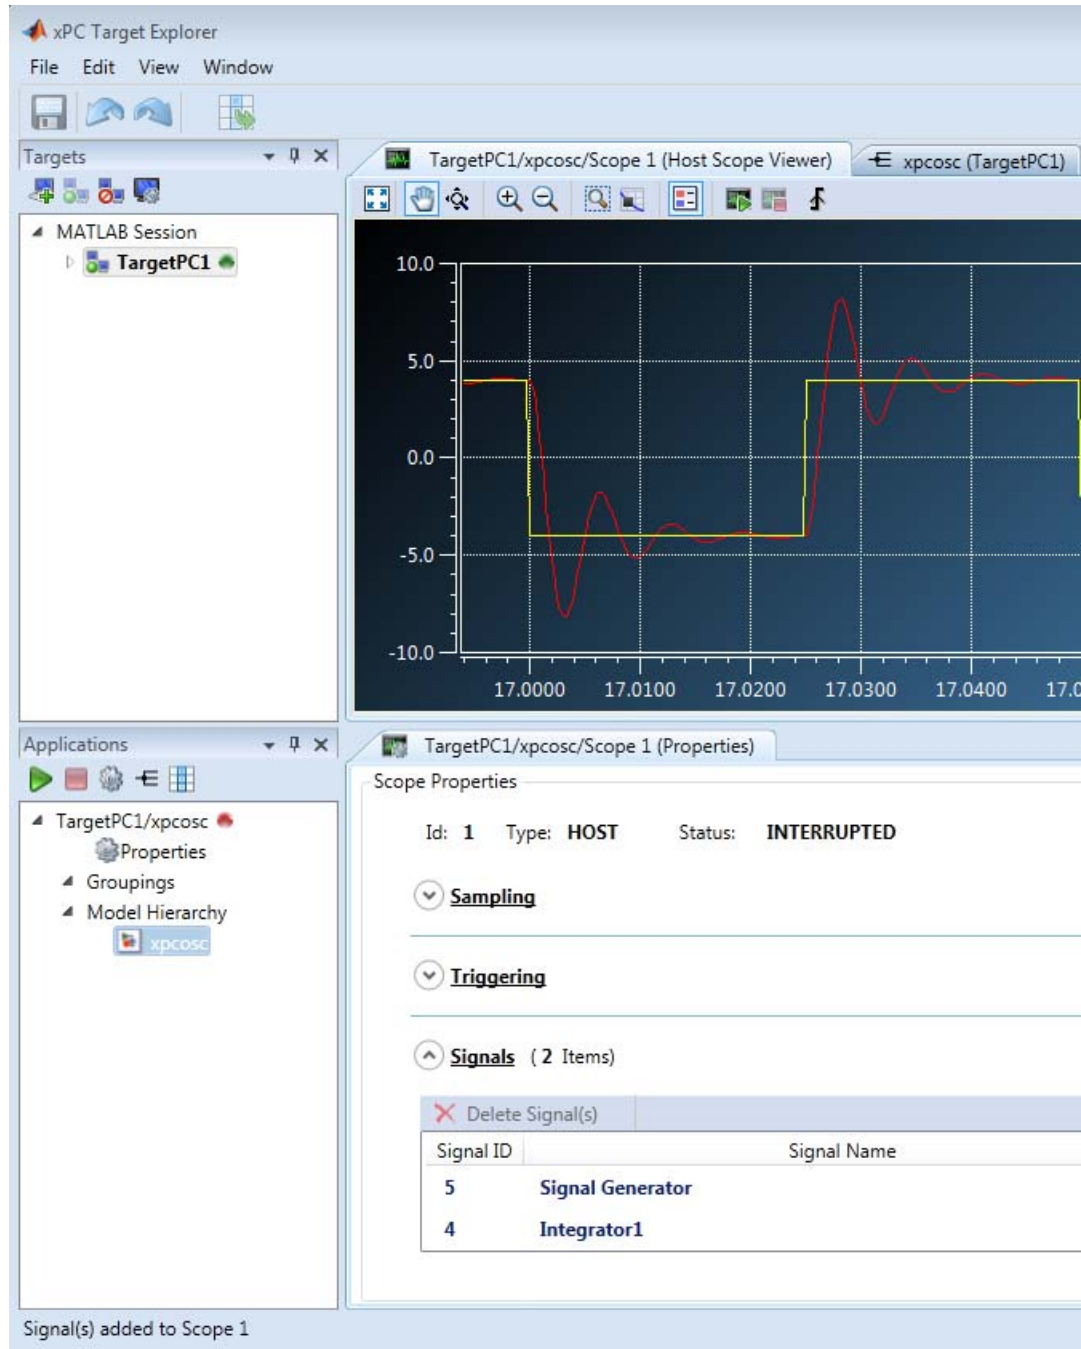 xPC Target Explorer
File Edit View Window
Targets
MATLAB Session
TargetPC1
TargetPC1/xpcosc/Scope 1 (Host Scope Viewer)
xpcosc (TargetPC1)
10.0
5.0
0.0
-5.0
-10.0
17.0000 17.0100 17.0200 17.0300 17.0400 17.0
Applications
TargetPC1/xpcosc
Properties
Groupings
Model Hierarchy
xpcosc
TargetPC1/xpcosc/Scope 1 (Properties)
Scope Properties
Id: 1 Type: HOST Status: INTERRUPTED
Sampling
Triggering
Signals ( 2 Items)
Delete Signal(s)
Signal ID Signal Name
5 Signal Generator
4 Integrator1
Signal(s) added to Scope 1